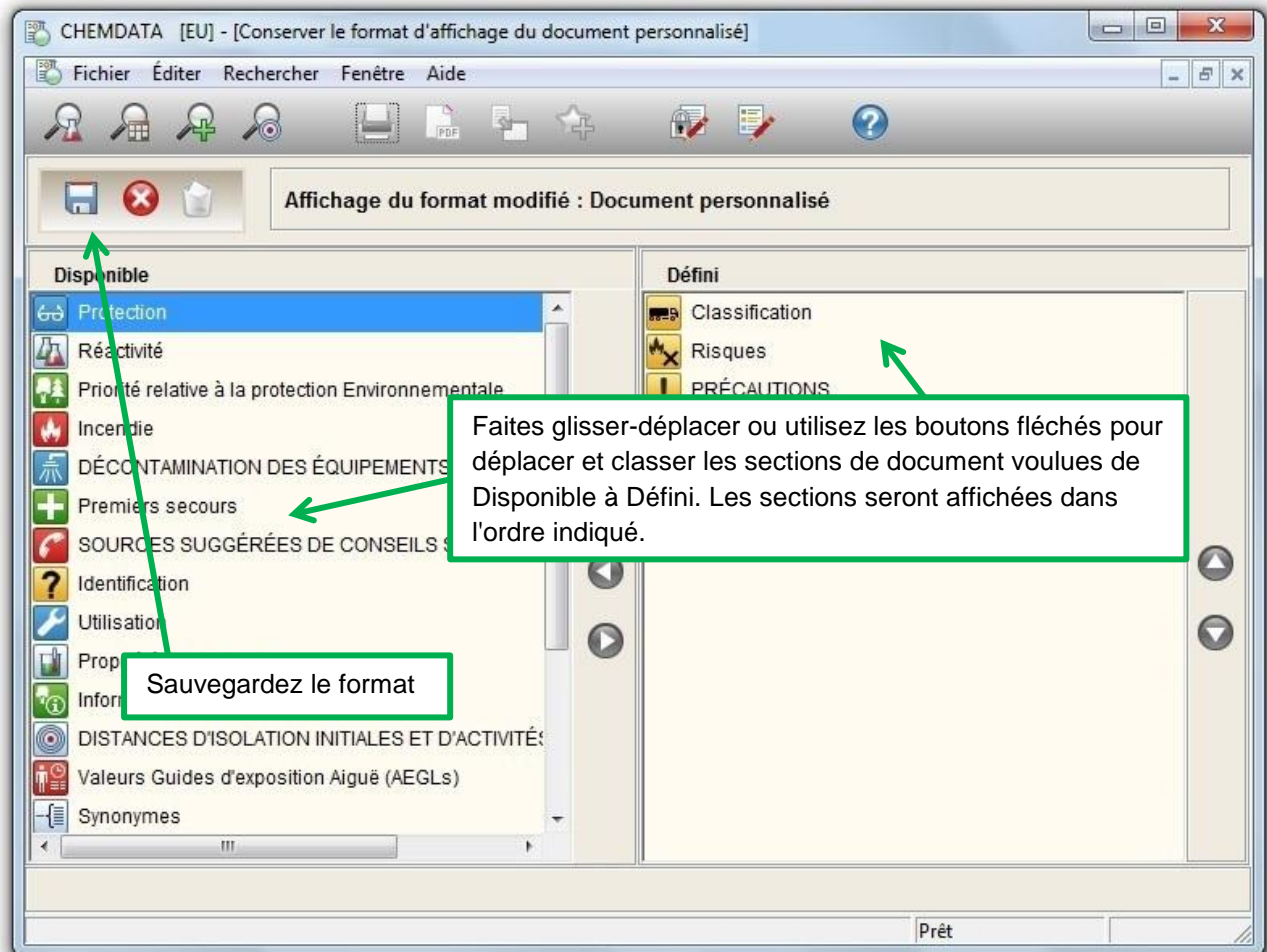 CHEMDATA [EU] - [Conserver le format d'affichage du document personnalisé]
Fichier Éditer Rechercher Fenêtre Aide
PDF
Affichage du format modifié : Document personnalisé
Disponible
Défini
Protection
Réactivité
Priorité relative à la protection Environnementale
Incendie
DÉCONTAMINATION DES ÉQUIPEMENTS
Premiers secours
SOURCES SUGGÉRÉES DE CONSEILS
Identification
Utilisation
DISTANCES D'ISOLATION INITIALES ET D'ACTIVITÉ
Valeurs Guides d'exposition Aiguë (AEGLs)
Synonymes
Classification
Risques
PRÉCAUTIONS
Faites glisser-déplacer ou utilisez les boutons fléchés pour
déplacer et classer les sections de document voulues de
Disponible à Défini. Les sections seront affichées dans
l'ordre indiqué.
Sauvegardez le format
Prêt